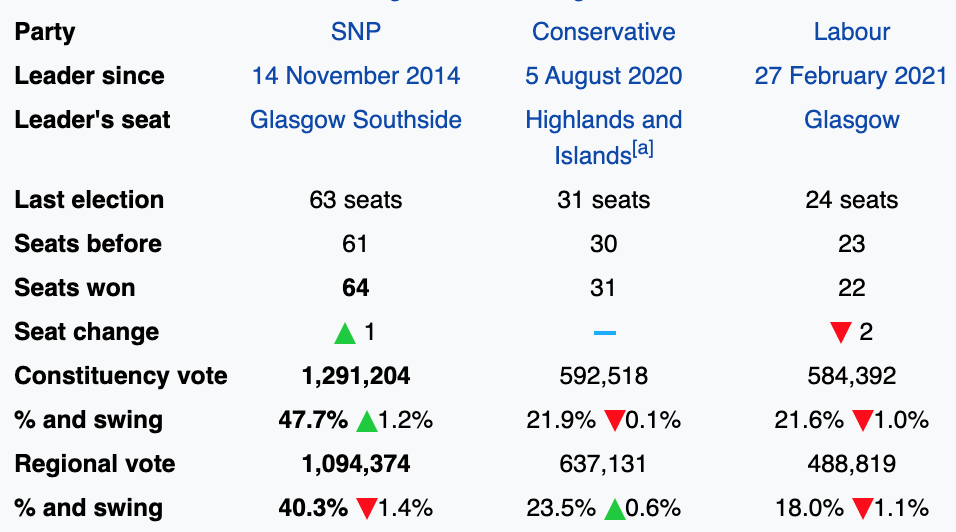 Party SNP Conservative Labour
Leader since 14 November 2014 5 August 2020 27 February 2021
Leader's seat Glasgow Southside Highlands and Glasgow
Islands[a]
Last election 63 seats 31 seats 24 seats
Seats before 61 30 23
Seats won 64 31 22
Seat change ▲ 1 — ▼ 2
Constituency vote 1,291,204 592,518 584,392
% and swing 47.7% ▲1.2% 21.9% ▼0.1% 21.6% ▼1.0%
Regional vote 1,094,374 637,131 488,819
% and swing 40.3% ▼1.4% 23.5% ▲0.6% 18.0% ▼1.1%